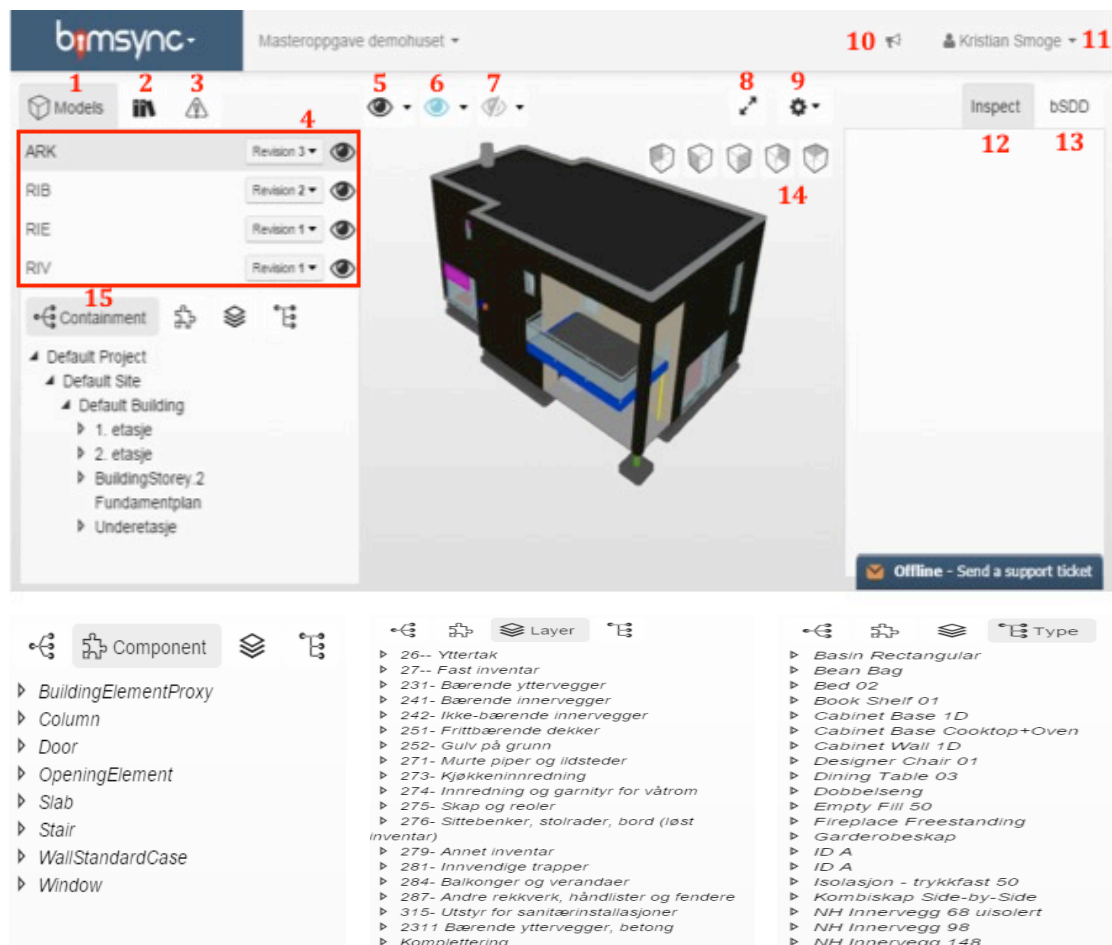 bimsync
Masteroppgave demohuset
10
Kristian Smoge
11
1
2
3
4
5
6
7
8
9
Models
Inspect
bSDD
12
13
14
ARK
Revision 3
RIB
Revision 2
RIE
Revision 1
RIV
Revision 1
15
Containment
Default Project
Default Site
Default Building
1. etasje
2. etasje
BuildingStorey.2
Fundamentplan
Underetasje
Offline - Send a support ticket
Component
BuildingElementProxy
Column
Door
OpeningElement
Slab
Stair
WallStandardCase
Window
Layer
26-- Yttertak
27-- Fast inventar
231- Bærende yttervegger
241- Bærende innervegger
242- Ikke-bærende innervegger
251- Frittbærende dekker
252- Gulv på grunn
271- Murte piper og ildsteder
273- Kjøkkeninnredning
274- Innredning og garnityr for våtrom
275- Skap og reoler
276- Sittebenker, stolrader, bord (løst
inventar)
279- Annet inventar
281- Innvendige trapper
284- Balkonger og verandaer
287- Andre rekkverk, håndlister og fendere
315- Utstyr for sanitærinstallasjoner
2311 Bærende yttervegger, betong
Komplettering
Type
Basin Rectangular
Bean Bag
Bed 02
Book Shelf 01
Cabinet Base 1D
Cabinet Base Cooktop+Oven
Cabinet Wall 1D
Designer Chair 01
Dining Table 03
Dobbelseng
Empty Fill 50
Fireplace Freestanding
Garderobeskap
ID A
ID A
Isolasjon - trykkfast 50
Kombiskap Side-by-Side
NH Innervegg 68 uisolert
NH Innervegg 98
NH Innervegg 148